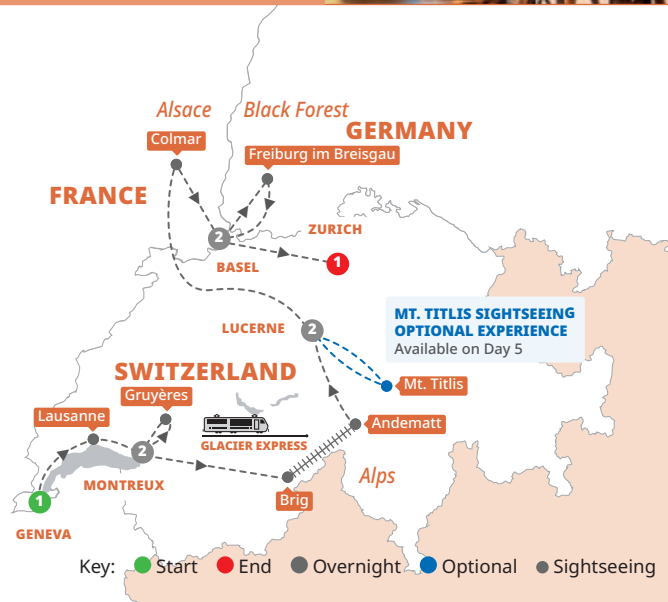 Alsace
Black Forest
GERMANY
Colmar
Freiburg im Breisgau
FRANCE
ZURICH
2
1
BASEL
MT. TITLIS SIGHTSEEING
OPTIONAL EXPERIENCE
Available on Day 5
LUCERNE
2
SWITZERLAND
Mt. Titlis
Gruyères
Lausanne
Andematt
GLACIER EXPRESS
2
Alps
MONTREUX
Brig
1
GENEVA
Key: Start End Overnight Optional Sightseeing